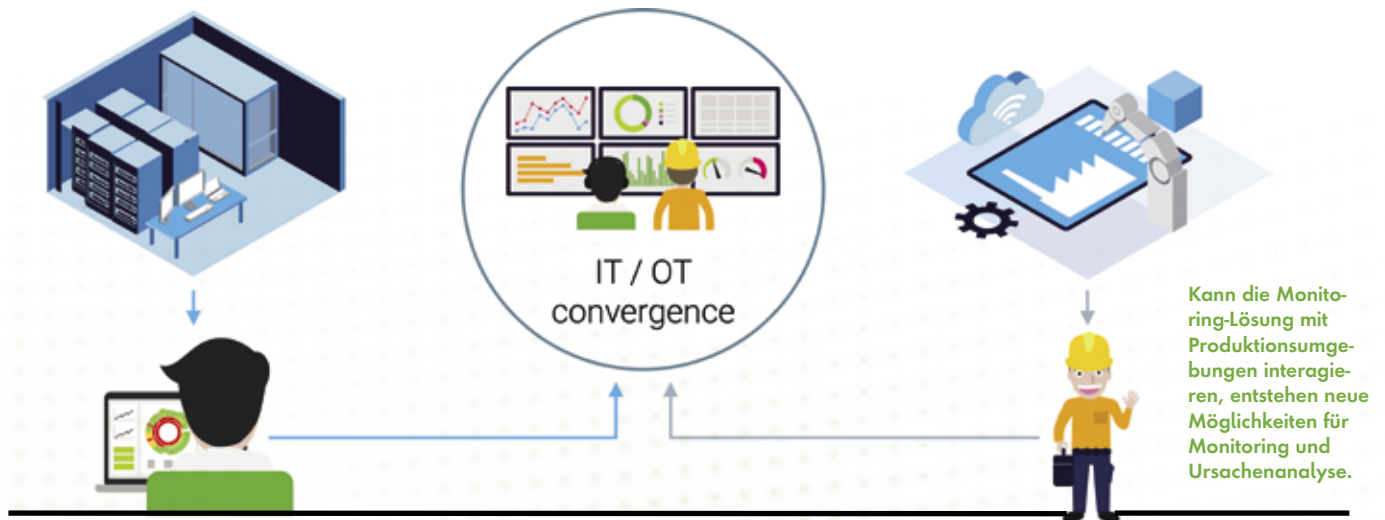 IT / OT
convergence
Kann die Monito-
ring-Lösung mit
Produktionsumge-
bungen interagie-
ren, entstehen neue
Möglichkeiten für
Monitoring und
Ursachenanalyse.